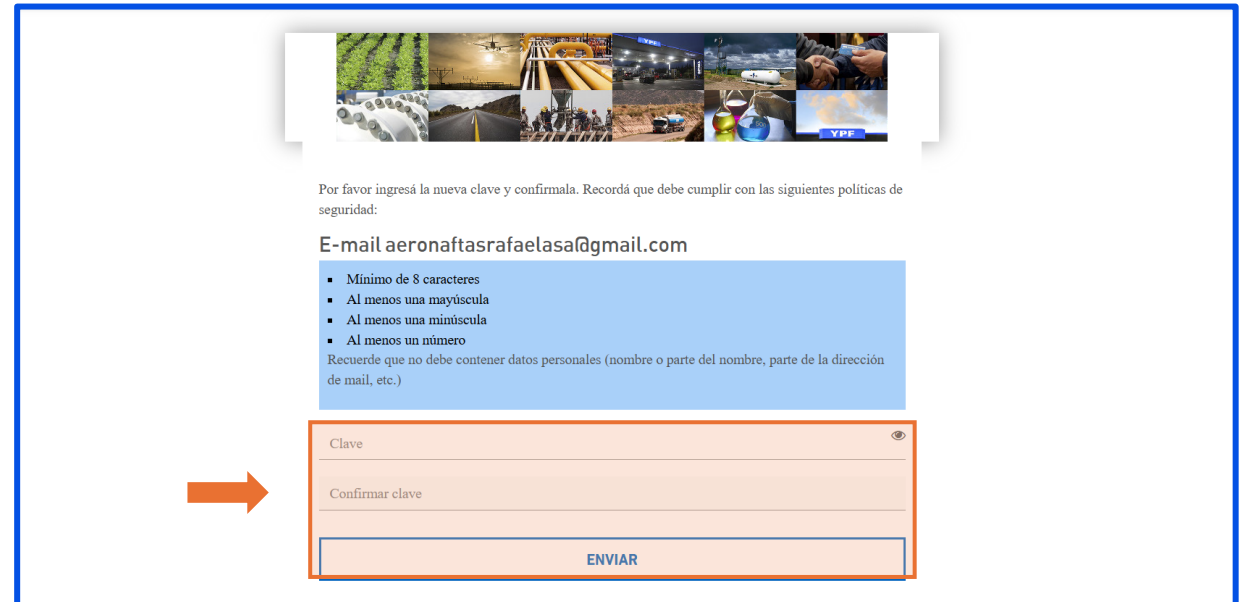 YPF
YPF
Por favor ingresá la nueva clave y confirmala. Recordá que debe cumplir con las siguientes políticas de
seguridad:
E-mail aeronaftasrafaelasa@gmail.com
▪ Mínimo de 8 caracteres
▪ Al menos una mayúscula
▪ Al menos una minúscula
▪ Al menos un número
Recuerde que no debe contener datos personales (nombre o parte del nombre, parte de la dirección
de mail, etc.)
Clave
Confirmar clave
ENVIAR